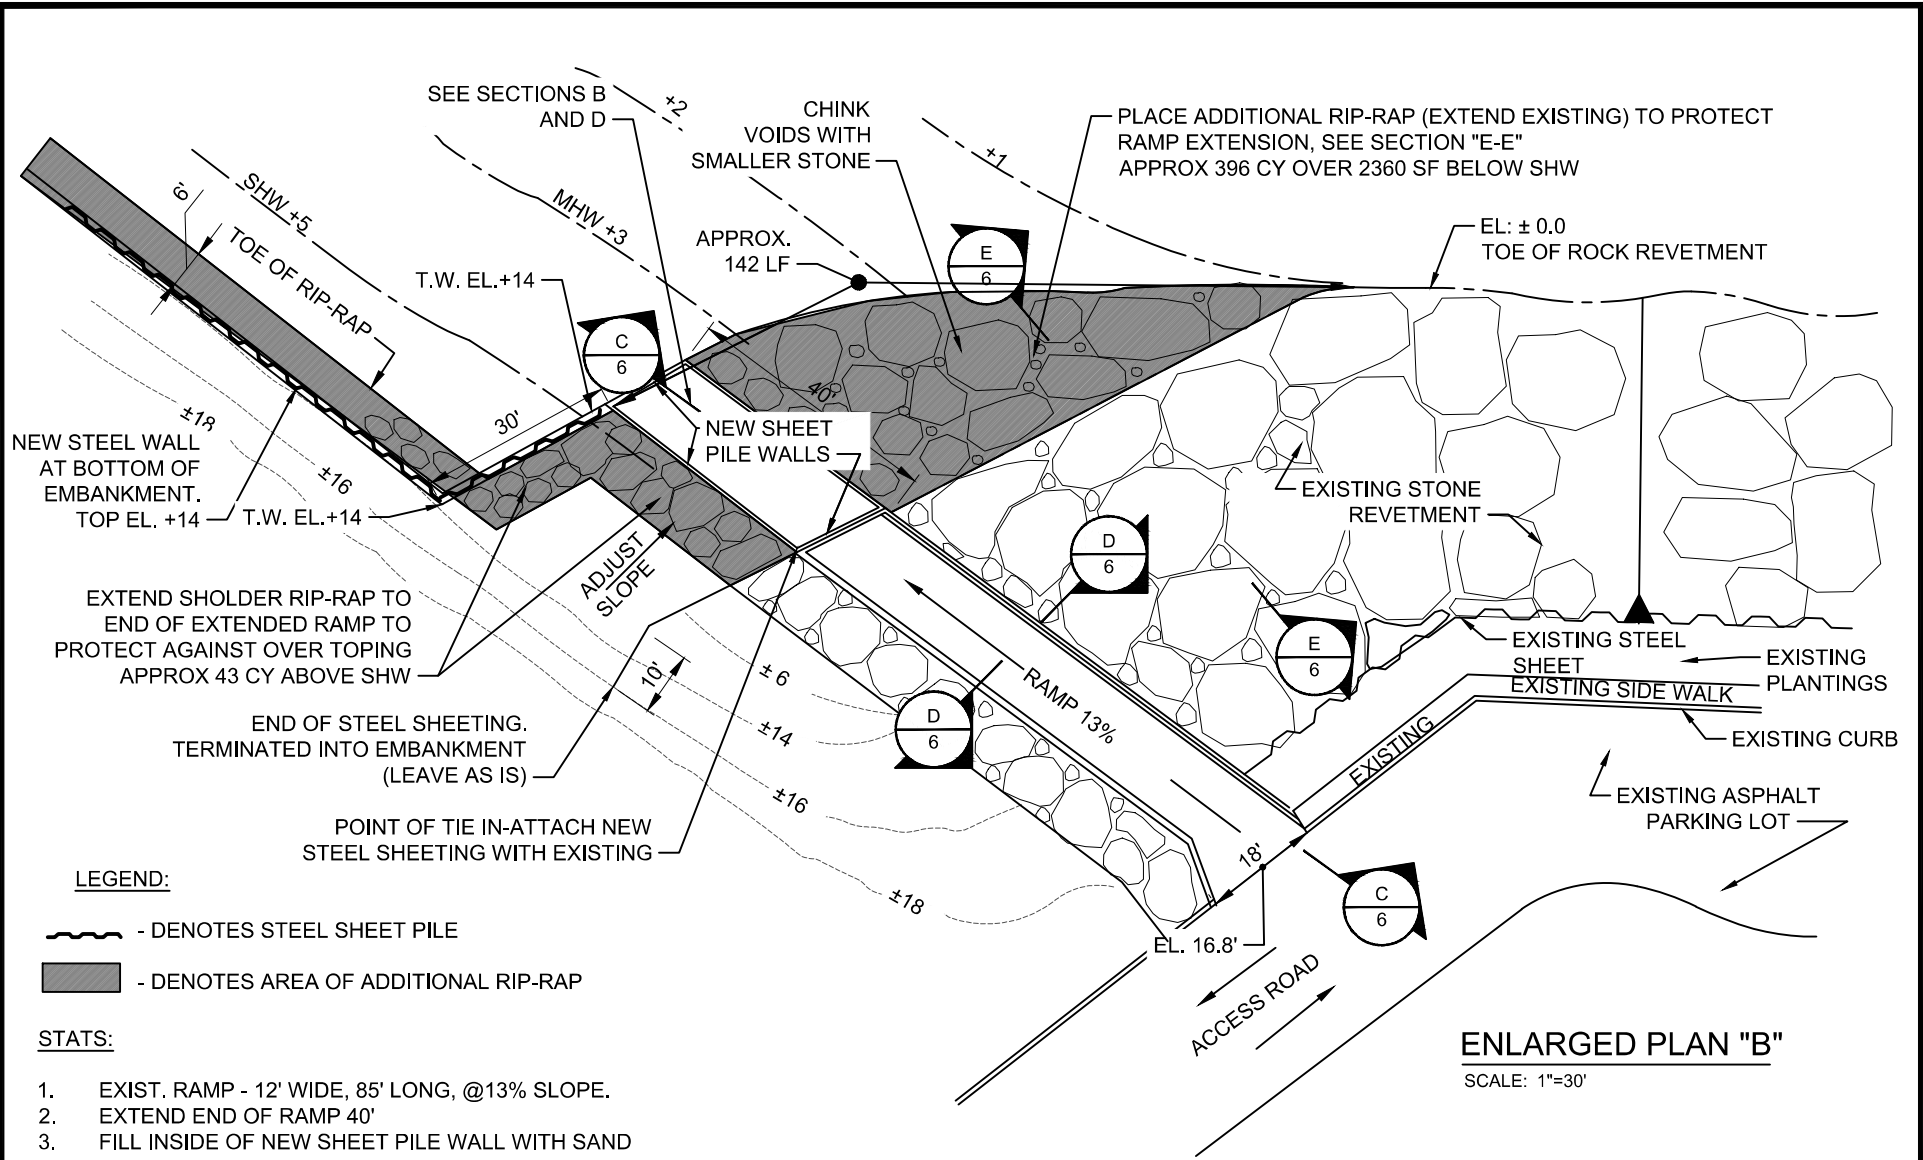 SEE SECTIONS B
AND D
+2
CHINK
VOIDS WITH
SMALLER STONE
+1
PLACE ADDITIONAL RIP-RAP (EXTEND EXISTING) TO PROTECT
RAMP EXTENSION, SEE SECTION "E-E"
APPROX 396 CY OVER 2360 SF BELOW SHW
6'
SHW +5
MHW +3
TOE OF RIP-RAP
APPROX.
142 LF
E
6
EL: ± 0.0
TOE OF ROCK REVETMENT
T.W. EL.+14
C
6
30'
40'
±18
±16
NEW STEEL WALL
AT BOTTOM OF
EMBANKMENT.
TOP EL. +14
T.W. EL.+14
NEW SHEET
PILE WALLS
EXISTING STONE
REVETMENT
D
6
ADJUST
SLOPE
EXTEND SHOLDER RIP-RAP TO
END OF EXTENDED RAMP TO
PROTECT AGAINST OVER TOPING
APPROX 43 CY ABOVE SHW
10'
± 6
±14
±16
±18
RAMP 13%
D
6
E
6
EXISTING STEEL
SHEET
EXISTING
PLANTINGS
EXISTING SIDE WALK
EXISTING
EXISTING CURB
EXISTING ASPHALT
PARKING LOT
END OF STEEL SHEETING.
TERMINATED INTO EMBANKMENT
(LEAVE AS IS)
POINT OF TIE IN-ATTACH NEW
STEEL SHEETING WITH EXISTING
18'
C
6
EL. 16.8'
ACCESS ROAD
LEGEND:
- DENOTES STEEL SHEET PILE
- DENOTES AREA OF ADDITIONAL RIP-RAP
STATS:
1. EXIST. RAMP - 12' WIDE, 85' LONG, @13% SLOPE.
2. EXTEND END OF RAMP 40'
3. FILL INSIDE OF NEW SHEET PILE WALL WITH SAND
ENLARGED PLAN "B"
SCALE: 1"=30'